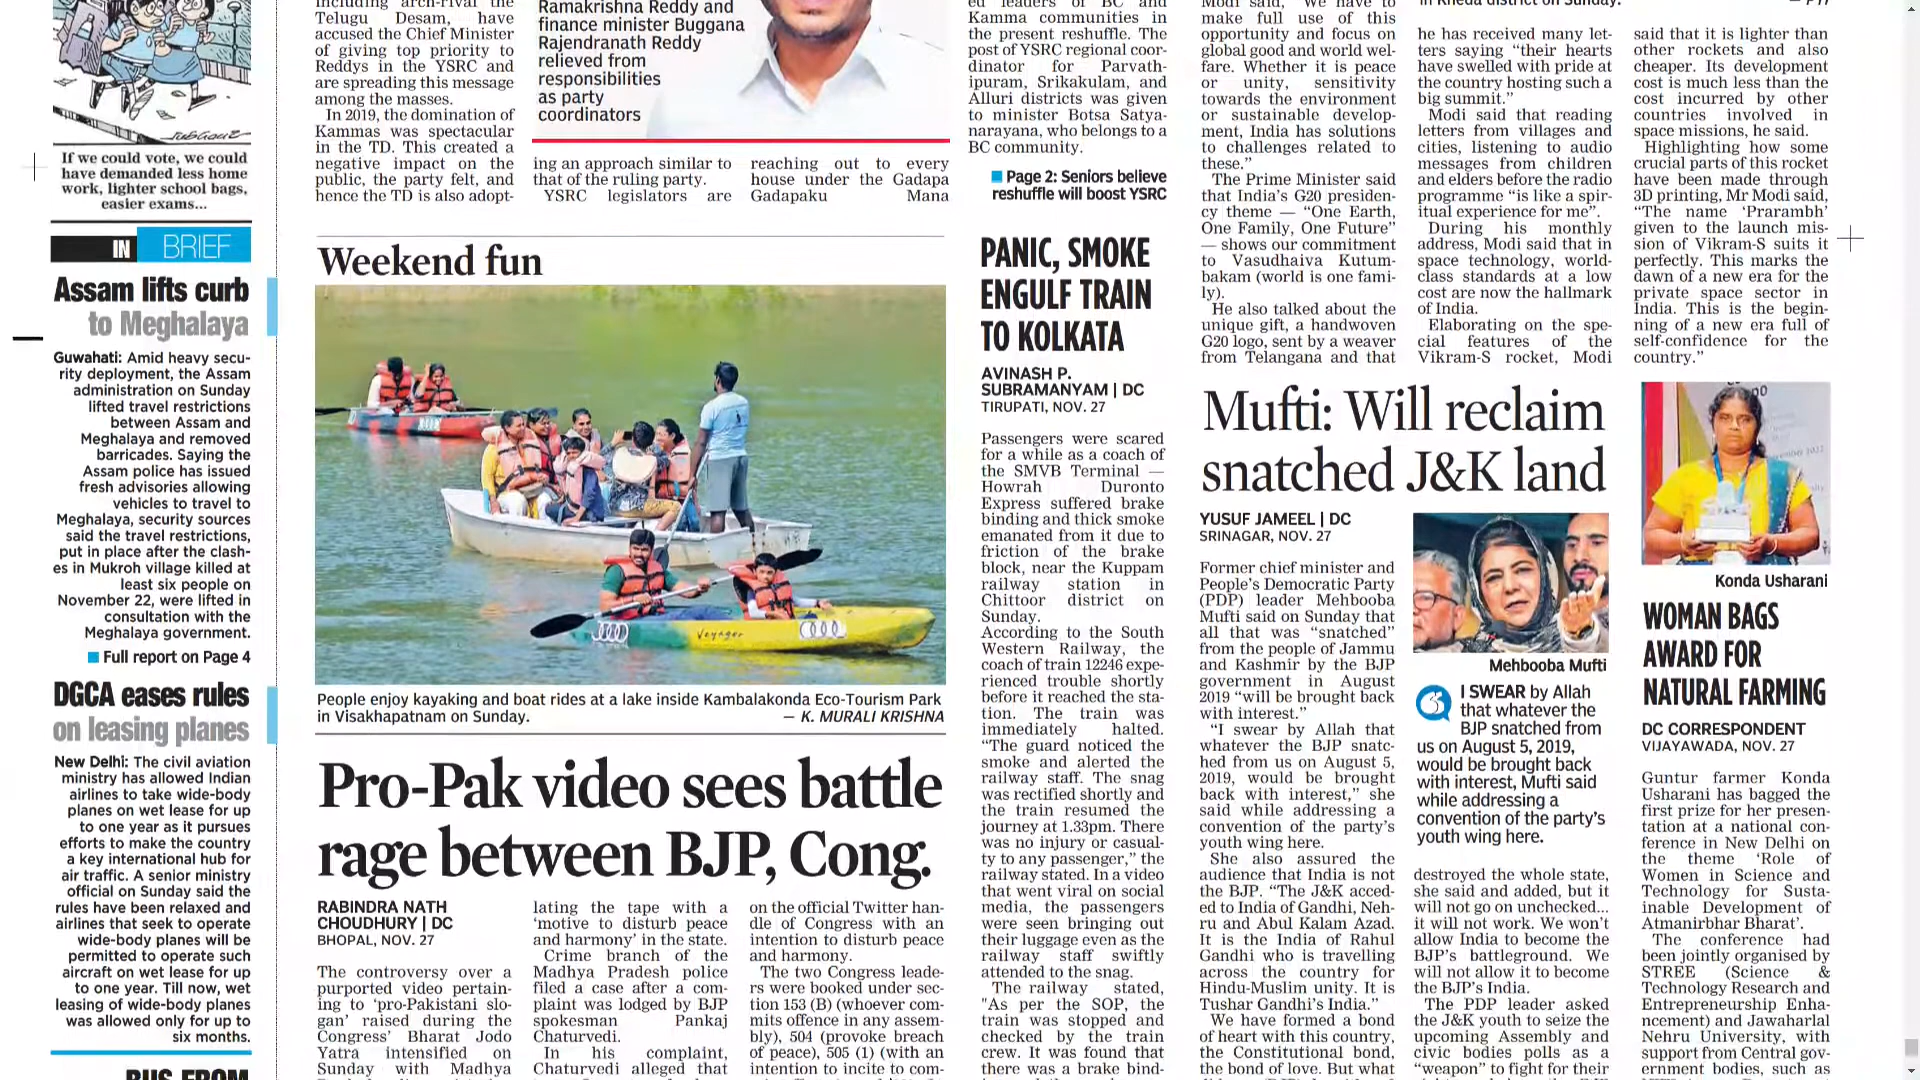 If we could vote, we could
have demanded less home
work, lighter school bags,
easier exams...
IN BRIEF
Assam lifts curb
to Meghalaya
Guwahati: Amid heavy secu-
rity deployment, the Assam
administration on Sunday
lifted travel restrictions
between Assam and
Meghalaya and removed
barricades. Saying the
Assam police has issued
fresh advisories allowing
vehicles to travel to
Meghalaya, security sources
said the travel restrictions,
put in place after the clash-
es in Mukroh village killed at
least six people on
November 22, were lifted in
consultation with the
Meghalaya government.
Full report on Page 4
DGCA eases rules
on leasing planes
New Delhi: The civil aviation
ministry has allowed Indian
airlines to take wide-body
planes on wet lease for up
to one year as it pursues
efforts to make the country
a key international hub for
air traffic. A senior ministry
official on Sunday said the
rules have been relaxed and
airlines that seek to operate
wide-body planes will be
permitted to operate such
aircraft on wet lease for up
to one year. Till now, wet
leasing of wide-body planes
was allowed only for up to
six months.
BUS FROM
including arch-rival the
Telugu Desam, have
accused the Chief Minister
of giving top priority to
Reddys in the YSRC and
are spreading this message
among the masses.
In 2019, the domination of
Kammas was spectacular
in the TD. This created a
negative impact on the
public, the party felt, and
hence the TD is also adopt-
Ramakrishna Reddy and
finance minister Buggana
Rajendranath Reddy
relieved from
responsibilities
as party
coordinators
ing an approach similar to
that of the ruling party.
YSRC legislators are
reaching out to every
house under the Gadapa
Gadapaku Mana
ed leaders of BC and
Kamma communities in
the present reshuffle. The
post of YSRC regional coor-
dinator for Parvath-
ipuram, Srikakulam, and
Alluri districts was given
to minister Botsa Satya-
narayana, who belongs to a
BC community.
Page 2: Seniors believe
reshuffle will boost YSRC
Weekend fun
Voyager
People enjoy kayaking and boat rides at a lake inside Kambalakonda Eco-Tourism Park
in Visakhapatnam on Sunday. — K. MURALI KRISHNA
Pro-Pak video sees battle
rage between BJP, Cong.
RABINDRA NATH
CHOUDHURY | DC
BHOPAL, NOV. 27
The controversy over a
purported video pertain-
ing to ‘pro-Pakistani slo-
gan’ raised during the
Congress’ Bharat Jodo
Yatra intensified on
Sunday with Madhya
lating the tape with a
‘motive to disturb peace
and harmony’ in the state.
Crime branch of the
Madhya Pradesh police
filed a case after a com-
plaint was lodged by BJP
spokesman Pankaj
Chaturvedi.
In his complaint,
Chaturvedi alleged that
on the official Twitter han-
dle of Congress with an
intention to disturb peace
and harmony.
The two Congress leade-
rs were booked under sec-
tion 153 (B) (whoever com-
mits offence in any assem-
bly), 504 (provoke breach
of peace), 505 (1) (with an
intention to incite to com-
PANIC, SMOKE
ENGULF TRAIN
TO KOLKATA
AVINASH P.
SUBRAMANYAM | DC
TIRUPATI, NOV. 27
Passengers were scared
for a while as a coach of
the SMVB Terminal —
Howrah Duronto
Express suffered brake
binding and thick smoke
emanated from it due to
friction of the brake
block, near the Kuppam
railway station in
Chittoor district on
Sunday.
According to the South
Western Railway, the
coach of train 12246 expe-
rienced trouble shortly
before it reached the sta-
tion. The train was
immediately halted.
“The guard noticed the
smoke and alerted the
railway staff. The snag
was rectified shortly and
the train resumed the
journey at 1.33pm. There
was no injury or casual-
ty to any passenger,” the
railway stated. In a video
that went viral on social
media, the passengers
were seen bringing out
their luggage even as the
railway staff swiftly
attended to the snag.
The railway stated,
"As per the SOP, the
train was stopped and
checked by the train
crew. It was found that
there was a brake bind-
Modi said, “We have to
make full use of this
opportunity and focus on
global good and world wel-
fare. Whether it is peace
or unity, sensitivity
towards the environment
or sustainable develop-
ment, India has solutions
to challenges related to
these.”
The Prime Minister said
that India’s G20 presiden-
cy theme — “One Earth,
One Family, One Future”
— shows our commitment
to Vasudhaiva Kutum-
bakam (world is one fami-
ly).
He also talked about the
unique gift, a handwoven
G20 logo, sent by a weaver
from Telangana and that
in Kheda district on Sunday. — PTI
he has received many let-
ters saying “their hearts
have swelled with pride at
the country hosting such a
big summit.”
Modi said that reading
letters from villages and
cities, listening to audio
messages from children
and elders before the radio
programme “is like a spir-
itual experience for me”.
During his monthly
address, Modi said that in
space technology, world-
class standards at a low
cost are now the hallmark
of India.
Elaborating on the spe-
cial features of the
Vikram-S rocket, Modi
said that it is lighter than
other rockets and also
cheaper. Its development
cost is much less than the
cost incurred by other
countries involved in
space missions, he said.
Highlighting how some
crucial parts of this rocket
have been made through
3D printing, Mr Modi said,
“The name ‘Prarambh’
given to the launch mis-
sion of Vikram-S suits it
perfectly. This marks the
dawn of a new era for the
private space sector in
India. This is the begin-
ning of a new era full of
self-confidence for the
country.”
Mufti: Will reclaim
snatched J&K land
YUSUF JAMEEL | DC
SRINAGAR, NOV. 27
Former chief minister and
People’s Democratic Party
(PDP) leader Mehbooba
Mufti said on Sunday that
all that was “snatched”
from the people of Jammu
and Kashmir by the BJP
government in August
2019 “will be brought back
with interest.”
“I swear by Allah that
whatever the BJP snatc-
hed from us on August 5,
2019, would be brought
back with interest,” she
said while addressing a
convention of the party’s
youth wing here.
She also assured the
audience that India is not
the BJP. “The J&K acced-
ed to India of Gandhi, Neh-
ru and Abul Kalam Azad.
It is the India of Rahul
Gandhi who is travelling
across the country for
Hindu-Muslim unity. It is
Tushar Gandhi’s India.”
We have formed a bond
of heart with this country,
the Constitutional bond,
the bond of love. But what
Mehbooba Mufti
I SWEAR by Allah
that whatever the
BJP snatched from
us on August 5, 2019,
would be brought back
with interest, Mufti said
while addressing a
convention of the party’s
youth wing here.
destroyed the whole state,
she said and added, but it
will not go on unchecked...
it will not work. We won’t
allow India to become the
BJP’s battleground. We
will not allow it to become
the BJP’s India.
The PDP leader asked
the J&K youth to seize the
upcoming Assembly and
civic bodies polls as a
“weapon” to fight for their
Konda Usharani
WOMAN BAGS
AWARD FOR
NATURAL FARMING
DC CORRESPONDENT
VIJAYAWADA, NOV. 27
Guntur farmer Konda
Usharani has bagged the
first prize for her presen-
tation at a national con-
ference in New Delhi on
the theme ‘Role of
Women in Science and
Technology for Susta-
inable Development of
Atmanirbhar Bharat’.
The conference had
been jointly organised by
STREE (Science &
Technology Research and
Entrepreneurship Enha-
ncement) and Jawaharlal
Nehru University, with
support from Central gov-
ernment bodies, such as